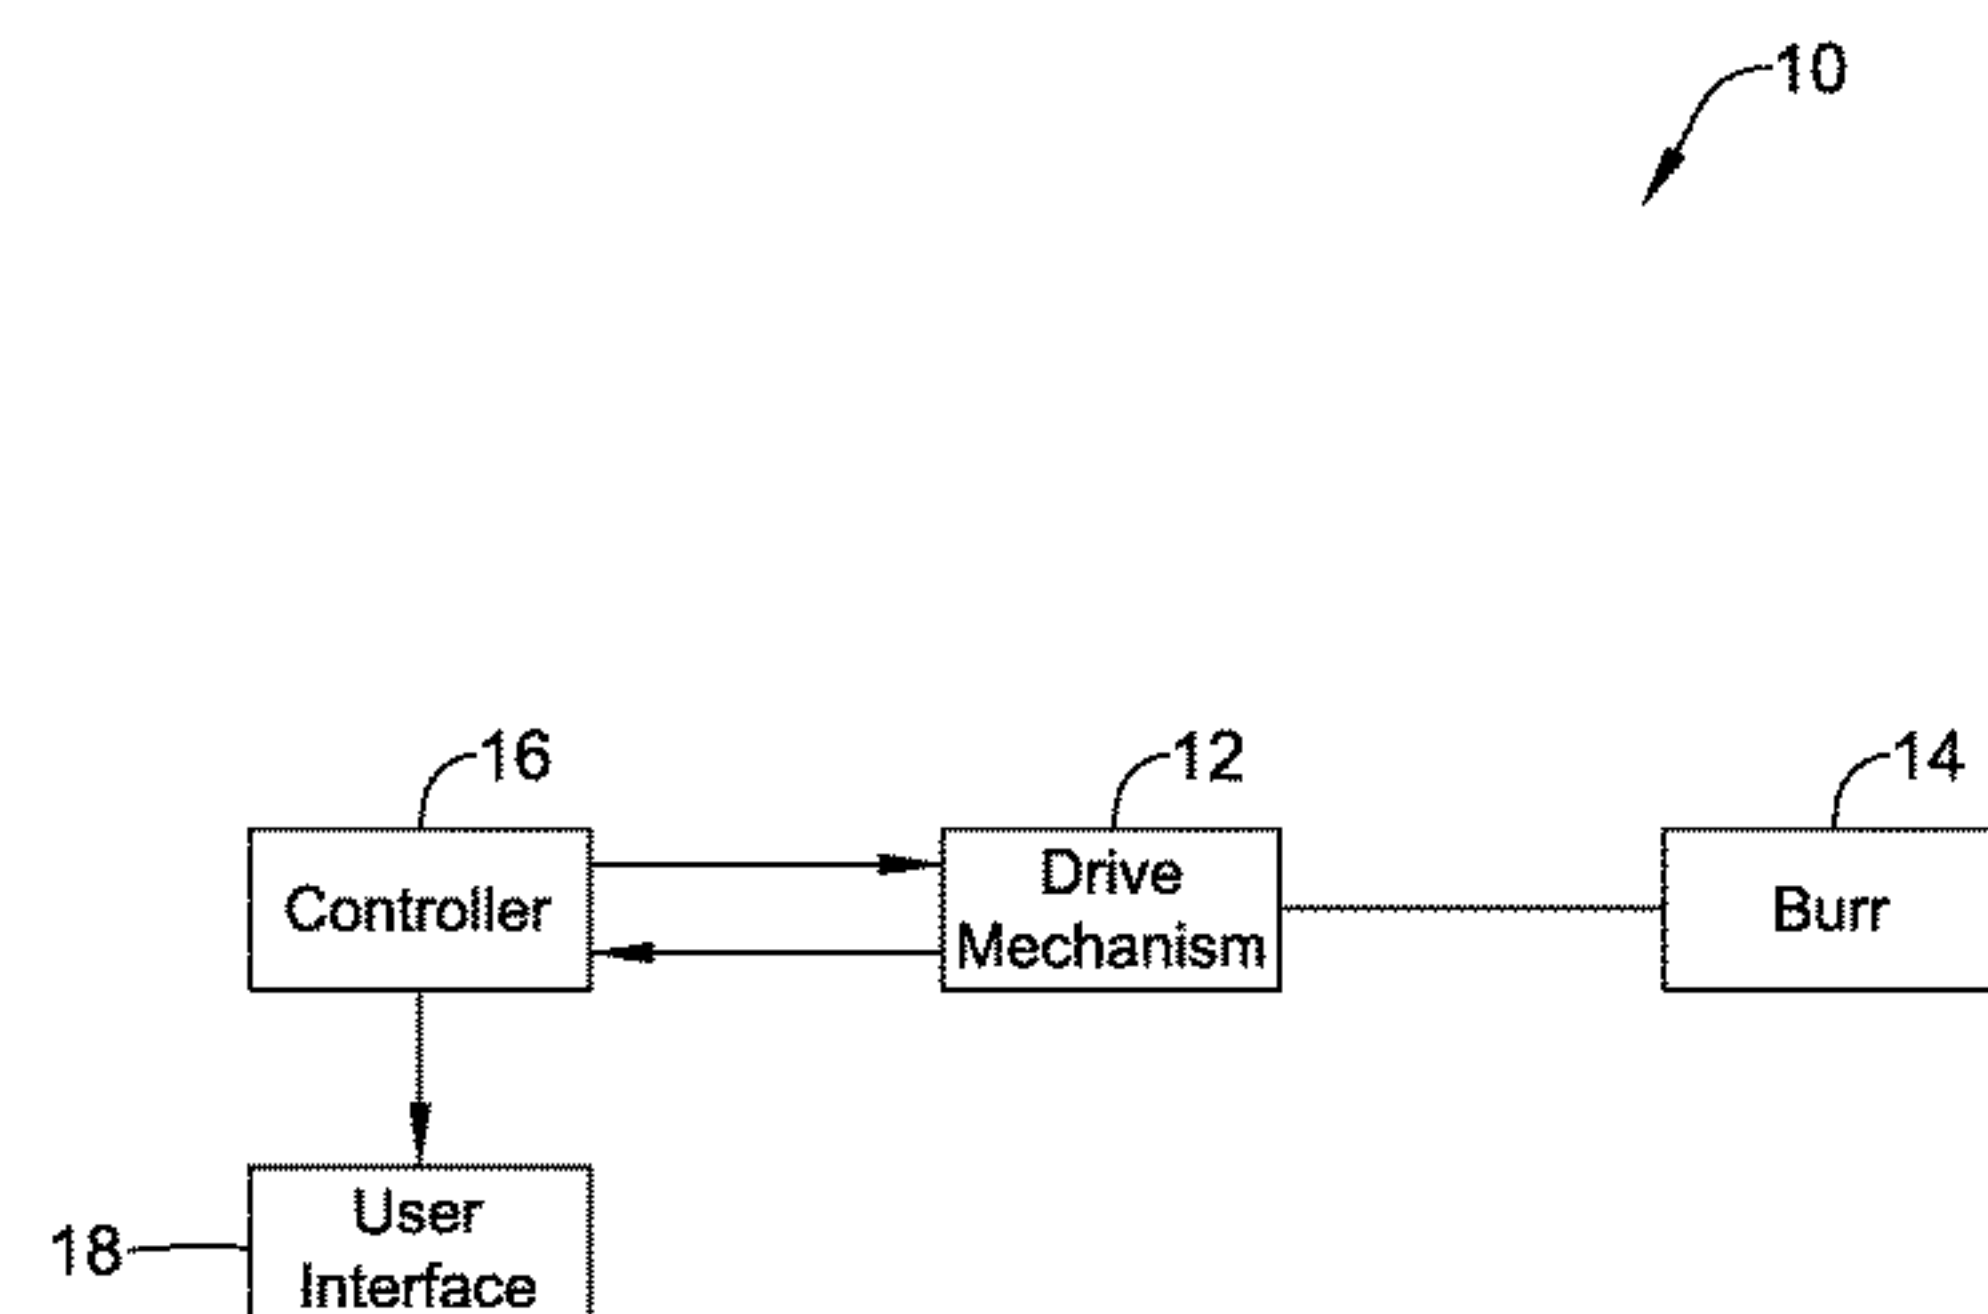 10
16
12
14
Controller
Drive
Mechanism
Burr
18
User
Interface